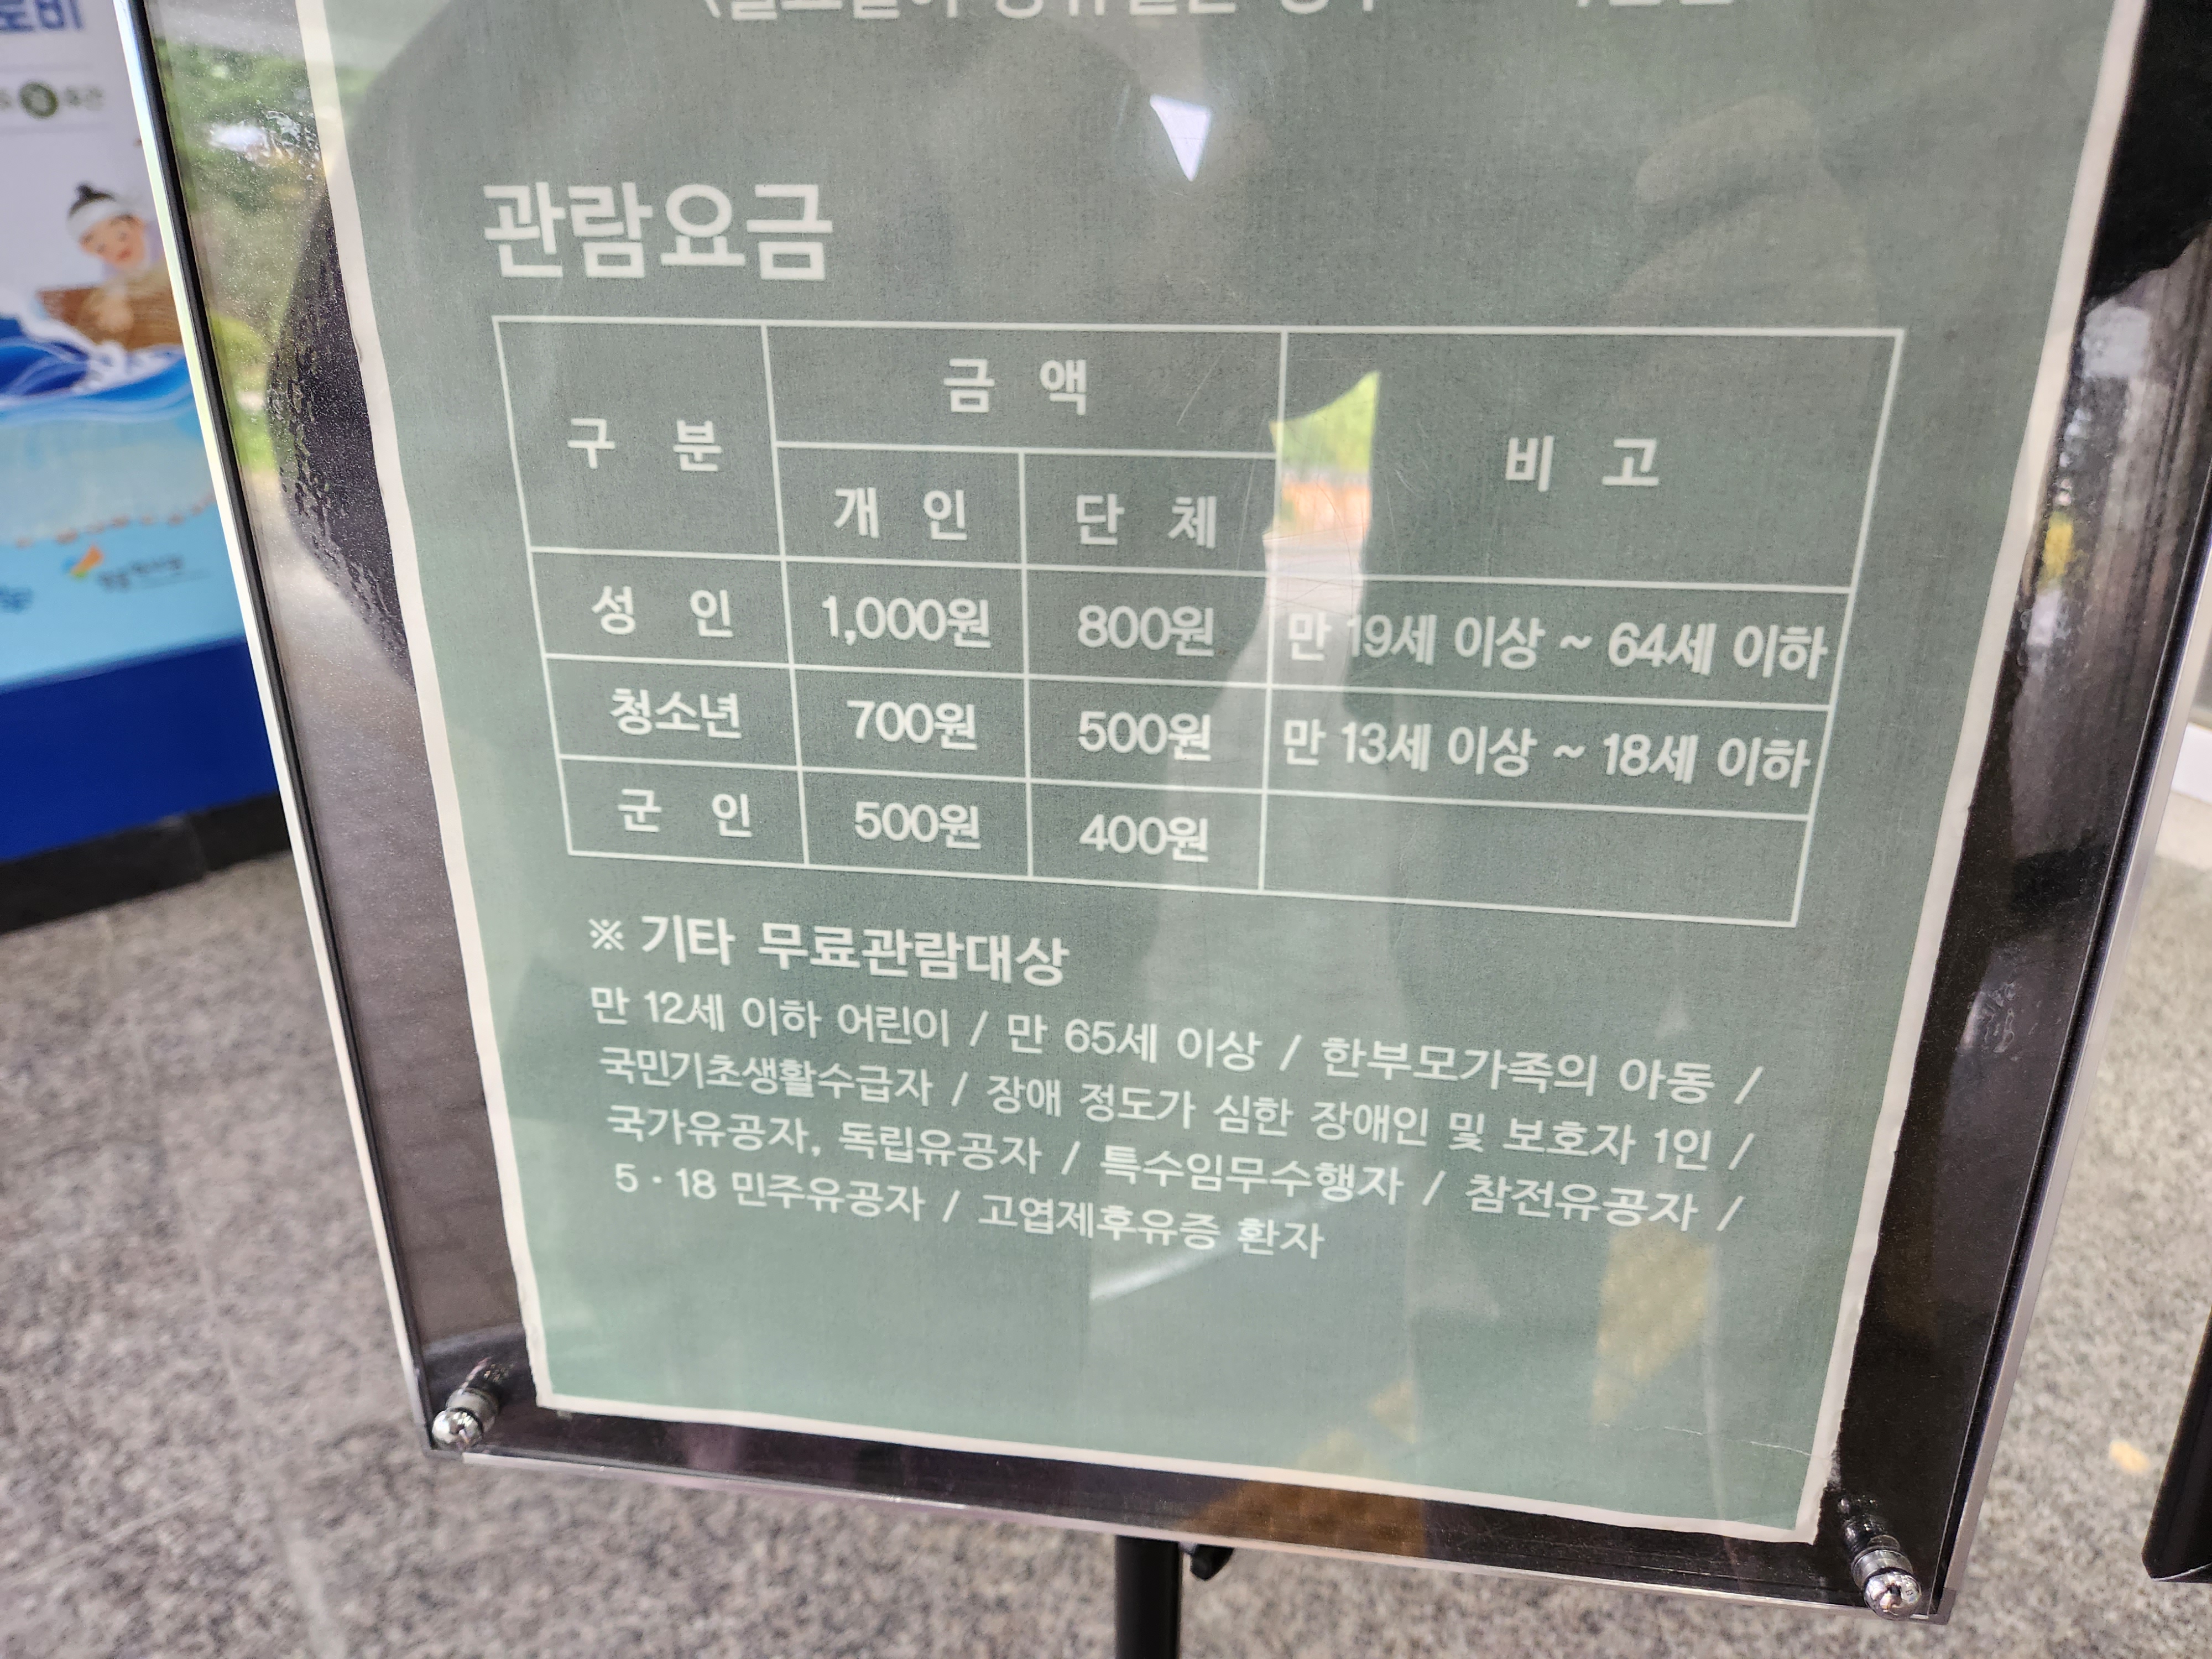 관람요금
구 분
금 액
비 고
개 인
단 체
성 인 1,000원 800원 만 19세 이상 ~ 64세 이하
청소년 700원 500원 만 13세 이상 ~ 18세 이하
군 인 500원 400원
※ 기타 무료관람대상
만 12세 이하 어린이 / 만 65세 이상 / 한부모가족의 아동 /
국민기초생활수급자 / 장애 정도가 심한 장애인 및 보호자 1인 /
국가유공자, 독립유공자 / 특수임무수행자 / 참전유공자 /
5·18 민주유공자 / 고엽제후유증 환자